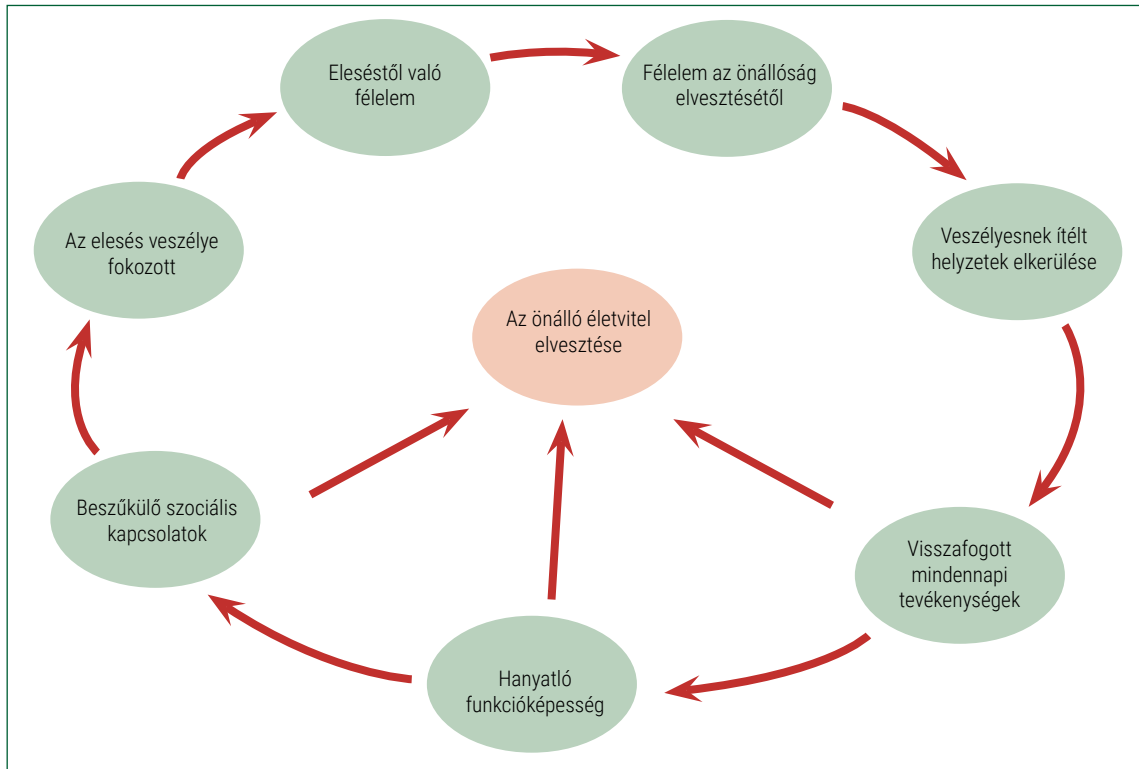 Eleséstől való
félelem
Félelem az önállóság
elvesztésétől
Veszélyesnek ítélt
helyzetek elkerülése
Visszafogott
mindennapi
tevékenységek
Hanyatló
funkcióképesség
Beszűkülő szociális
kapcsolatok
Az elesés veszélye
fokozott
Az önálló életvitel
elvesztése